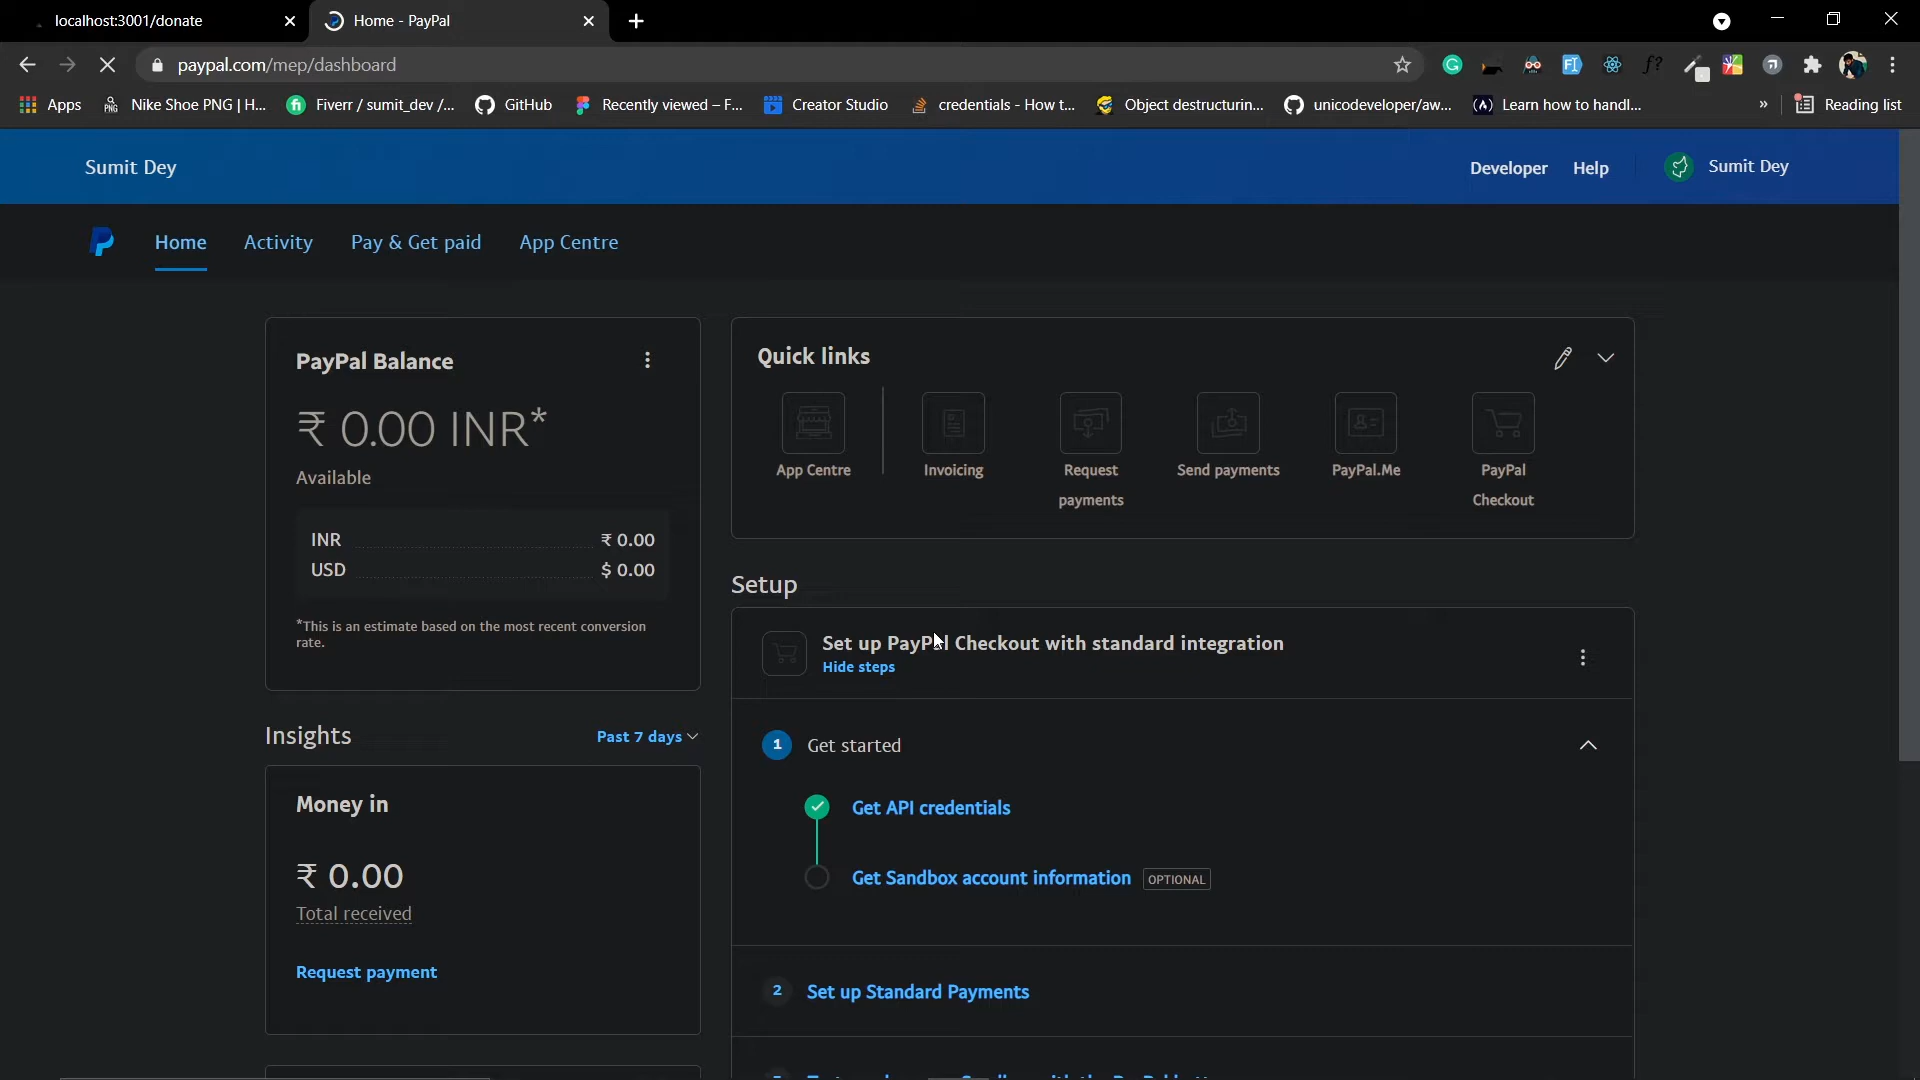 localhost:3001/donate
Home - PayPal
paypal.com/mep/dashboard
Apps
Nike Shoe PNG | H...
Fiverr / sumit_dev /...
GitHub
Recently viewed – F...
Creator Studio
credentials - How t...
Object destructurin...
unicodeveloper/aw...
Learn how to handl...
»
Reading list
Sumit Dey
Developer
Help
Sumit Dey
Home
Activity
Pay & Get paid
App Centre
PayPal Balance
₹ 0.00 INR*
Available
INR ₹ 0.00
USD $ 0.00
*This is an estimate based on the most recent conversion
rate.
Quick links
App Centre
Invoicing
Request
payments
Send payments
PayPal.Me
PayPal
Checkout
Setup
Set up PayPal Checkout with standard integration
Hide steps
1 Get started
Get API credentials
Get Sandbox account information OPTIONAL
2 Set up Standard Payments
Insights
Past 7 days
Money in
₹ 0.00
Total received
Request payment